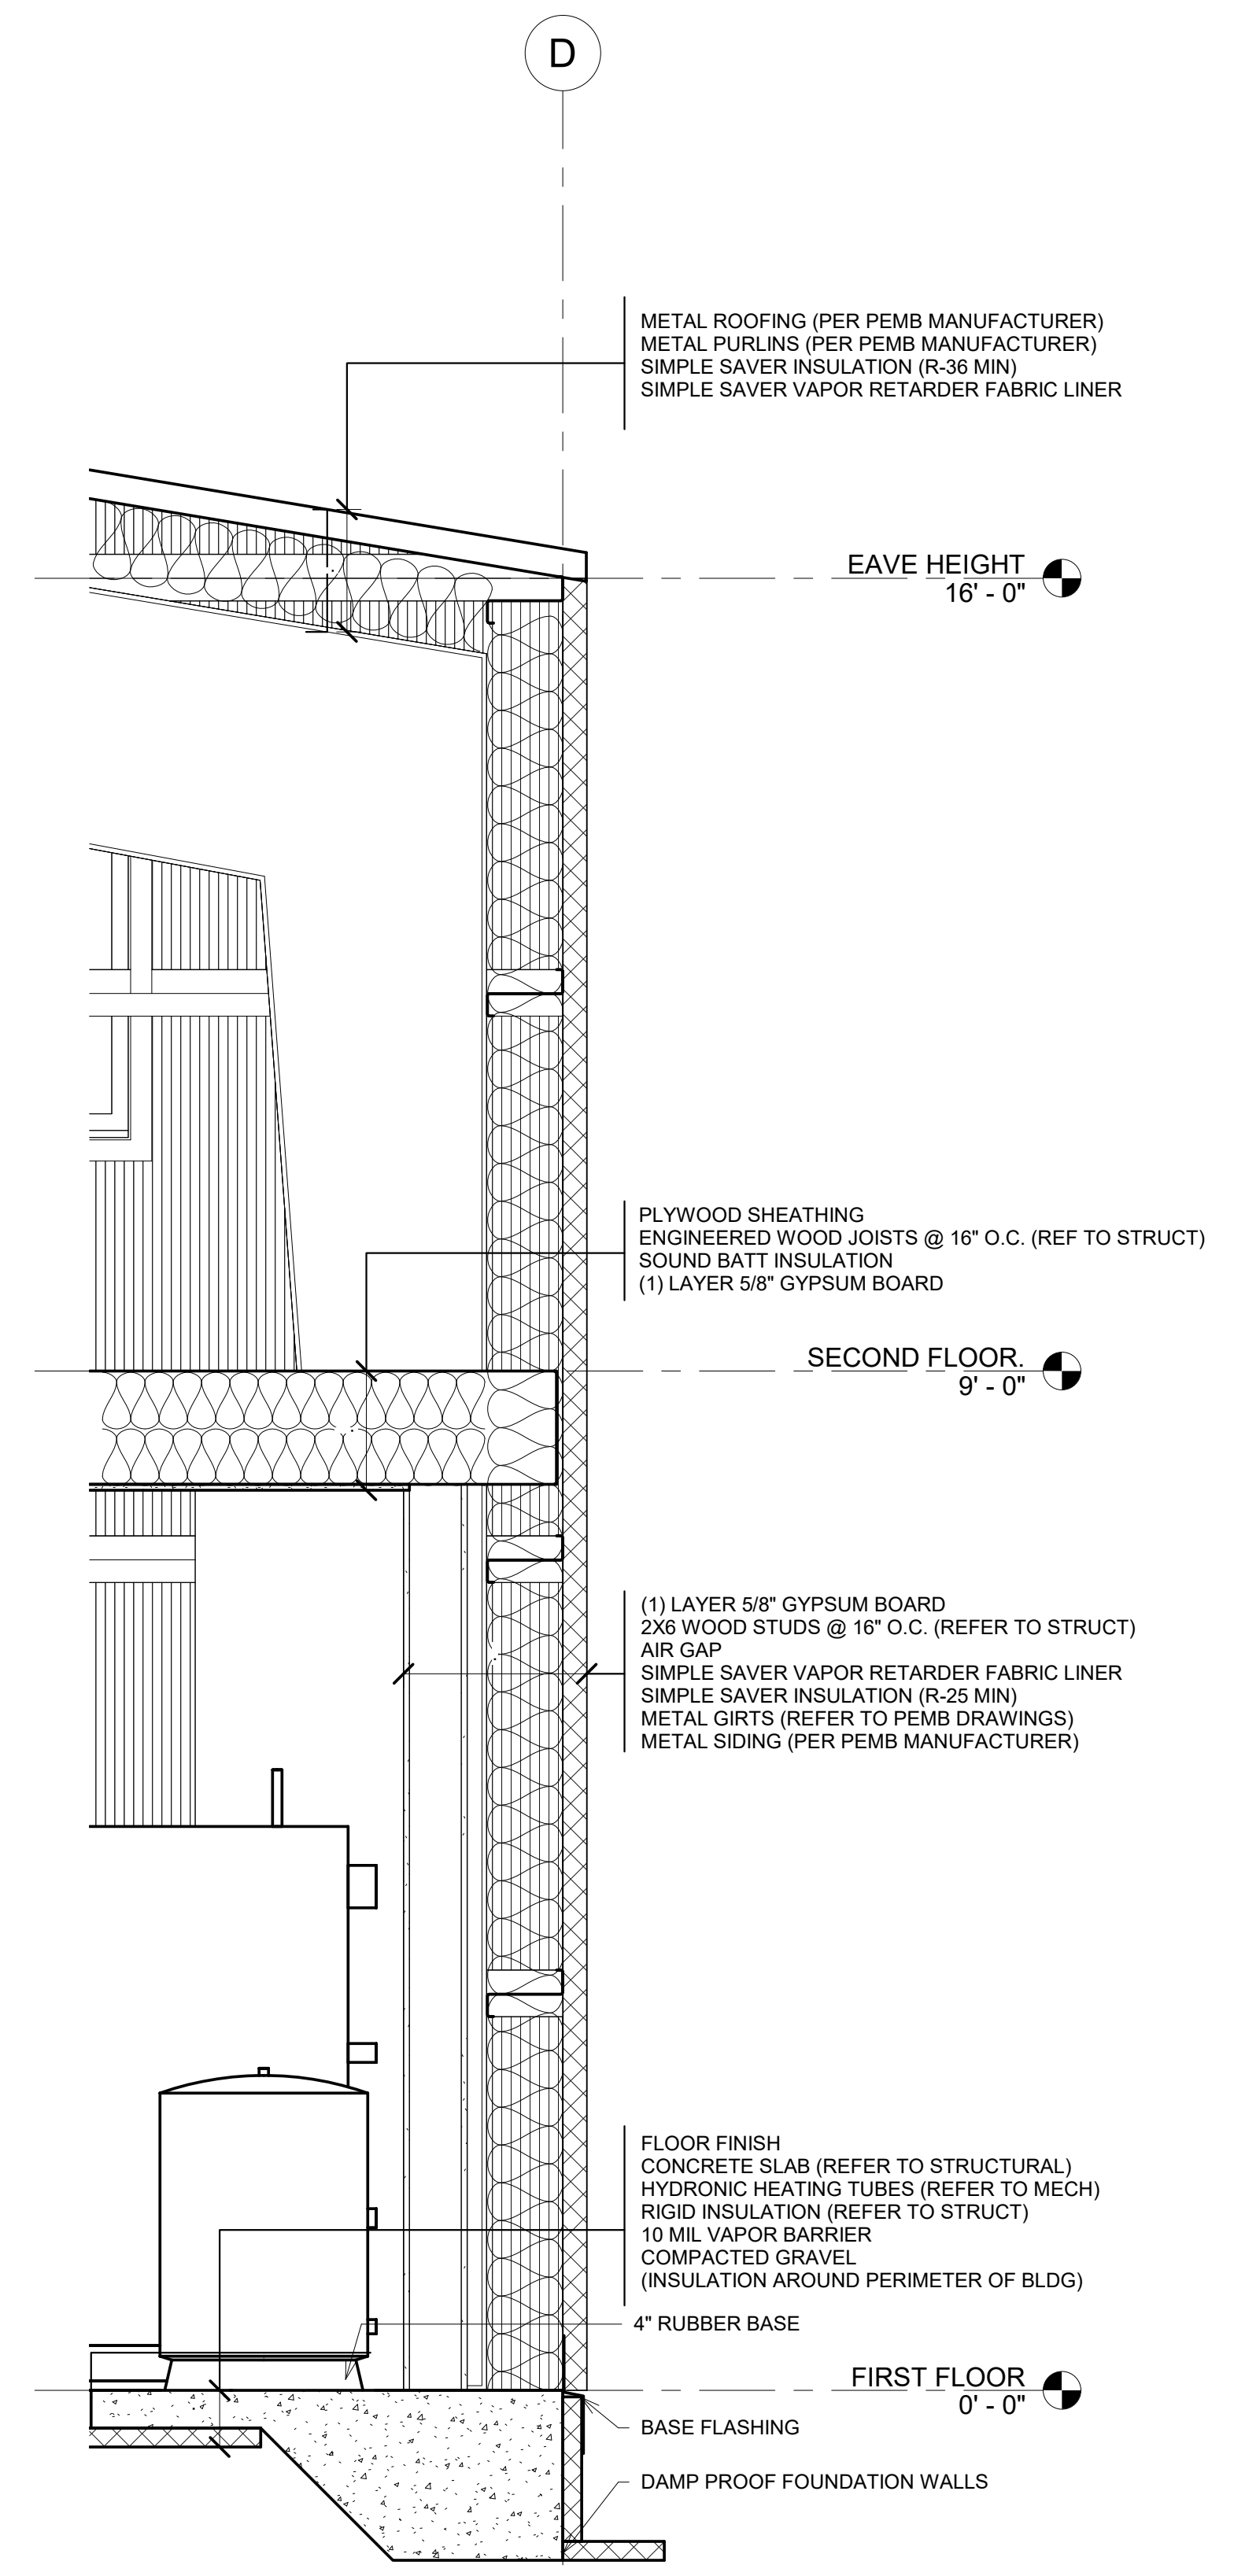 D
METAL ROOFING (PER PEMB MANUFACTURER)
METAL PURLINS (PER PEMB MANUFACTURER)
SIMPLE SAVER INSULATION (R-36 MIN)
SIMPLE SAVER VAPOR RETARDER FABRIC LINER
EAVE HEIGHT
16' - 0"
PLYWOOD SHEATHING
ENGINEERED WOOD JOISTS @ 16" O.C. (REF TO STRUCT)
SOUND BATT INSULATION
(1) LAYER 5/8" GYPSUM BOARD
SECOND FLOOR.
9' - 0"
(1) LAYER 5/8" GYPSUM BOARD
2X6 WOOD STUDS @ 16" O.C. (REFER TO STRUCT)
AIR GAP
SIMPLE SAVER VAPOR RETARDER FABRIC LINER
SIMPLE SAVER INSULATION (R-25 MIN)
METAL GIRTS (REFER TO PEMB DRAWINGS)
METAL SIDING (PER PEMB MANUFACTURER)
FLOOR FINISH
CONCRETE SLAB (REFER TO STRUCTURAL)
HYDRONIC HEATING TUBES (REFER TO MECH)
RIGID INSULATION (REFER TO STRUCT)
10 MIL VAPOR BARRIER
COMPACTED GRAVEL
(INSULATION AROUND PERIMETER OF BLDG)
4" RUBBER BASE
FIRST FLOOR
0' - 0"
BASE FLASHING
DAMP PROOF FOUNDATION WALLS